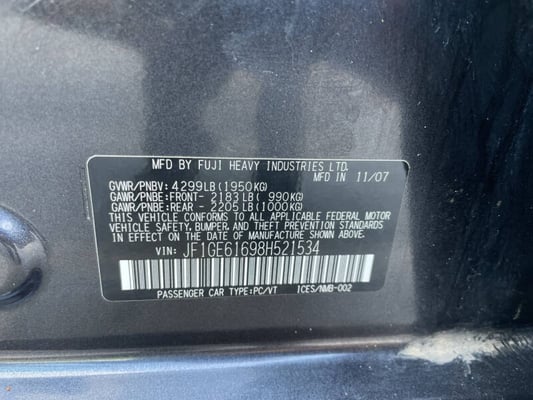 MFD BY FUJI HEAVY INDUSTRIES LTD.
MFD IN 11/07
GVWR/PNBV: 4299LB(1950KG)
GAWR/PNBE:FRONT- 2183LB( 990KG)
GAWR/PNBE:REAR - 2205LB(1000KG)
THIS VEHICLE CONFORMS TO ALL APPLICABLE FEDERAL MOTOR
VEHICLE SAFETY, BUMPER, AND THEFT PREVENTION STANDARDS
IN EFFECT ON THE DATE OF MANUFACTURE SHOWN ABOVE.
VIN: JF1GE61698H521534
PASSENGER CAR TYPE:PC/VT ICES/NMB-002